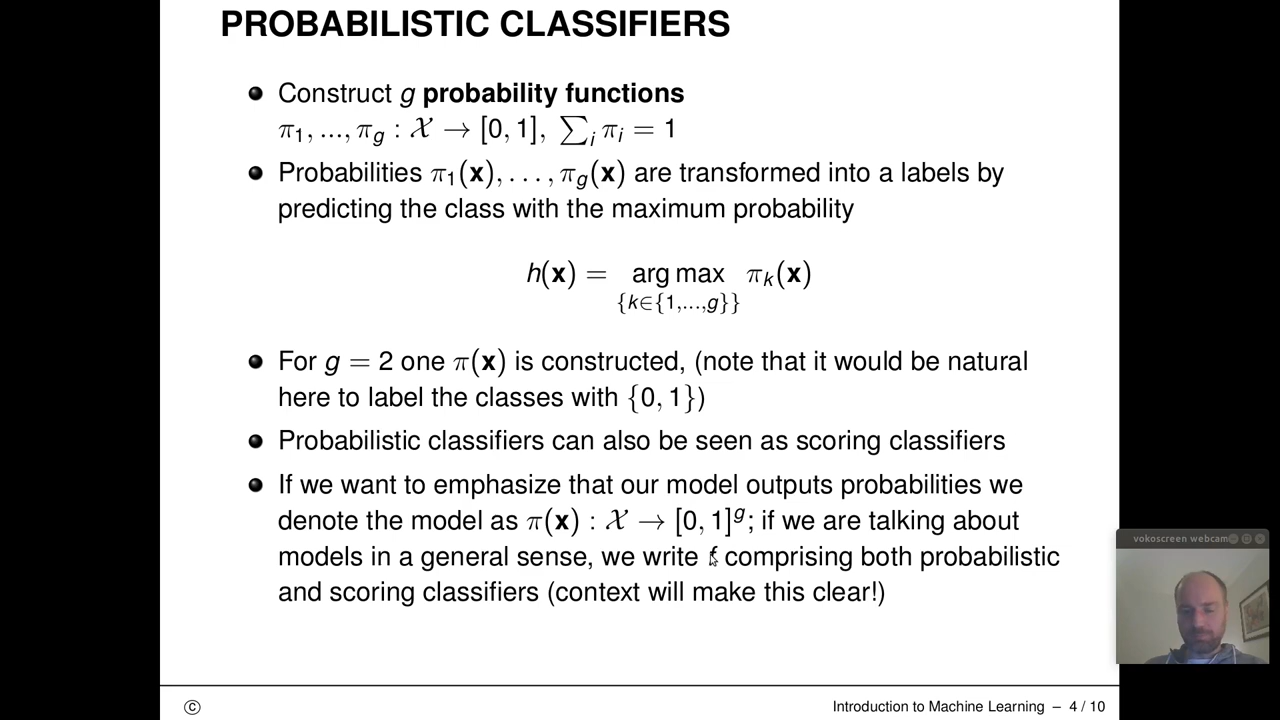 PROBABILISTIC CLASSIFIERS
Construct g probability functions
π₁, ..., π_g : 𝒳 → [0, 1], ∑_i π_i = 1
Probabilities π₁(x), . . . , π_g(x) are transformed into a labels by
predicting the class with the maximum probability
h(x) = arg max π_k(x)
{k∈{1,...,g}}
For g = 2 one π(x) is constructed, (note that it would be natural
here to label the classes with {0, 1})
Probabilistic classifiers can also be seen as scoring classifiers
If we want to emphasize that our model outputs probabilities we
denote the model as π(x) : 𝒳 → [0, 1]^g; if we are talking about
models in a general sense, we write f comprising both probabilistic
and scoring classifiers (context will make this clear!)
vokoscreen webcam
© Introduction to Machine Learning – 4 / 10